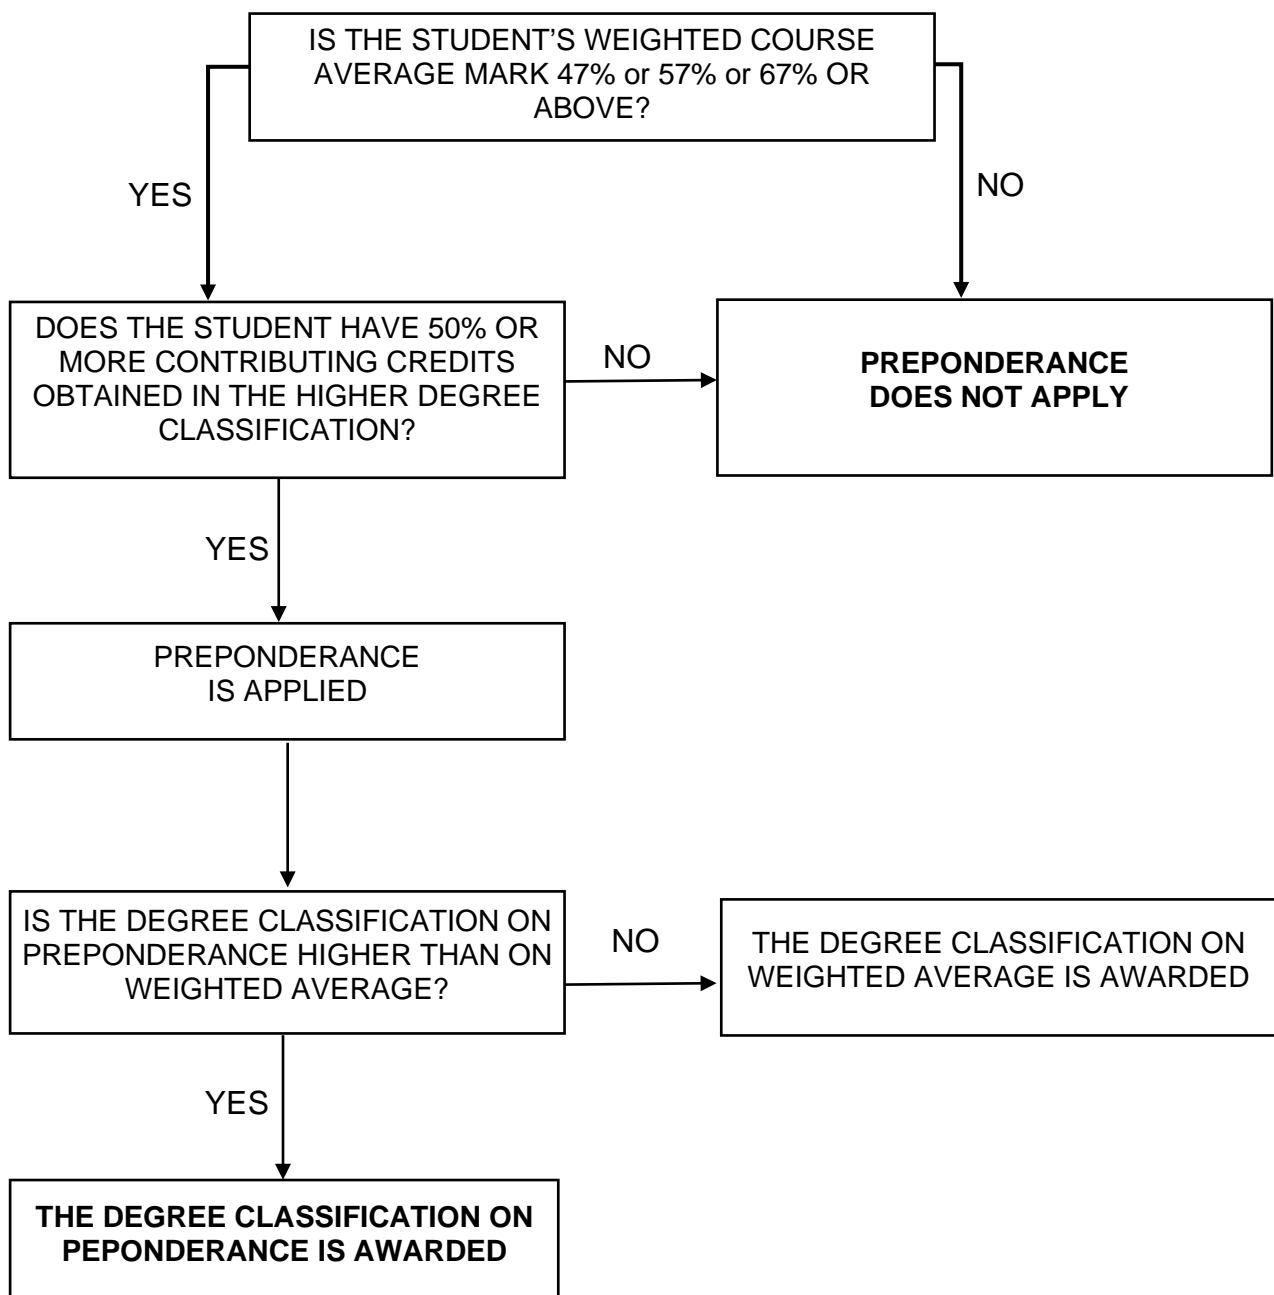 IS THE STUDENT’S WEIGHTED COURSE
AVERAGE MARK 47% or 57% or 67% OR
ABOVE?
YES
NO
DOES THE STUDENT HAVE 50% OR
MORE CONTRIBUTING CREDITS
OBTAINED IN THE HIGHER DEGREE
CLASSIFICATION?
NO
PREPONDERANCE
DOES NOT APPLY
YES
PREPONDERANCE
IS APPLIED
IS THE DEGREE CLASSIFICATION ON
PREPONDERANCE HIGHER THAN ON
WEIGHTED AVERAGE?
NO
THE DEGREE CLASSIFICATION ON
WEIGHTED AVERAGE IS AWARDED
YES
THE DEGREE CLASSIFICATION ON
PEPONDERANCE IS AWARDED